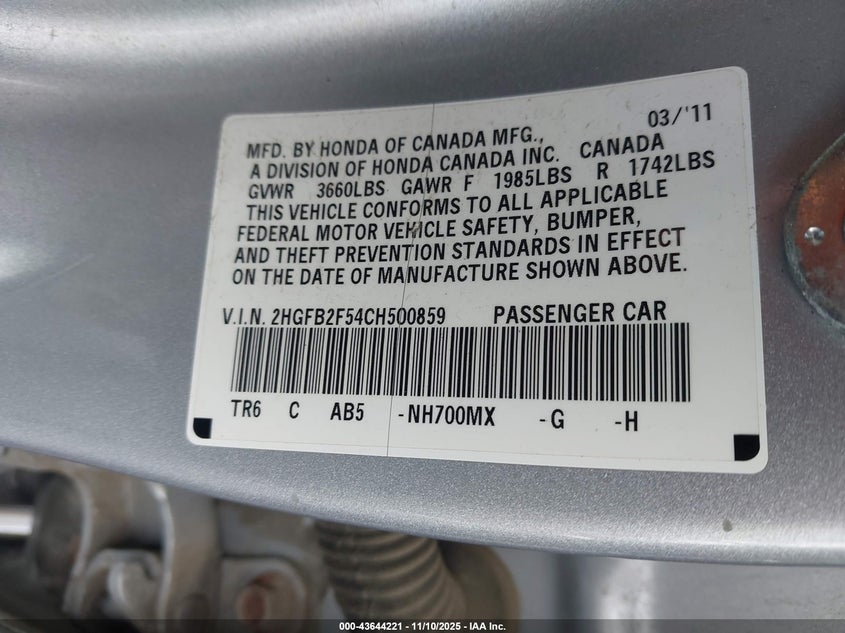 03/'11
MFD. BY HONDA OF CANADA MFG.,
A DIVISION OF HONDA CANADA INC. CANADA
GVWR 3660LBS GAWR F 1985LBS R 1742LBS
THIS VEHICLE CONFORMS TO ALL APPLICABLE
FEDERAL MOTOR VEHICLE SAFETY, BUMPER,
AND THEFT PREVENTION STANDARDS IN EFFECT
ON THE DATE OF MANUFACTURE SHOWN ABOVE.
V.I.N. 2HGFB2F54CH500859 PASSENGER CAR
TR6 C AB5 -NH700MX -G -H
000-43644221 - 11/10/2025 - IAA Inc.